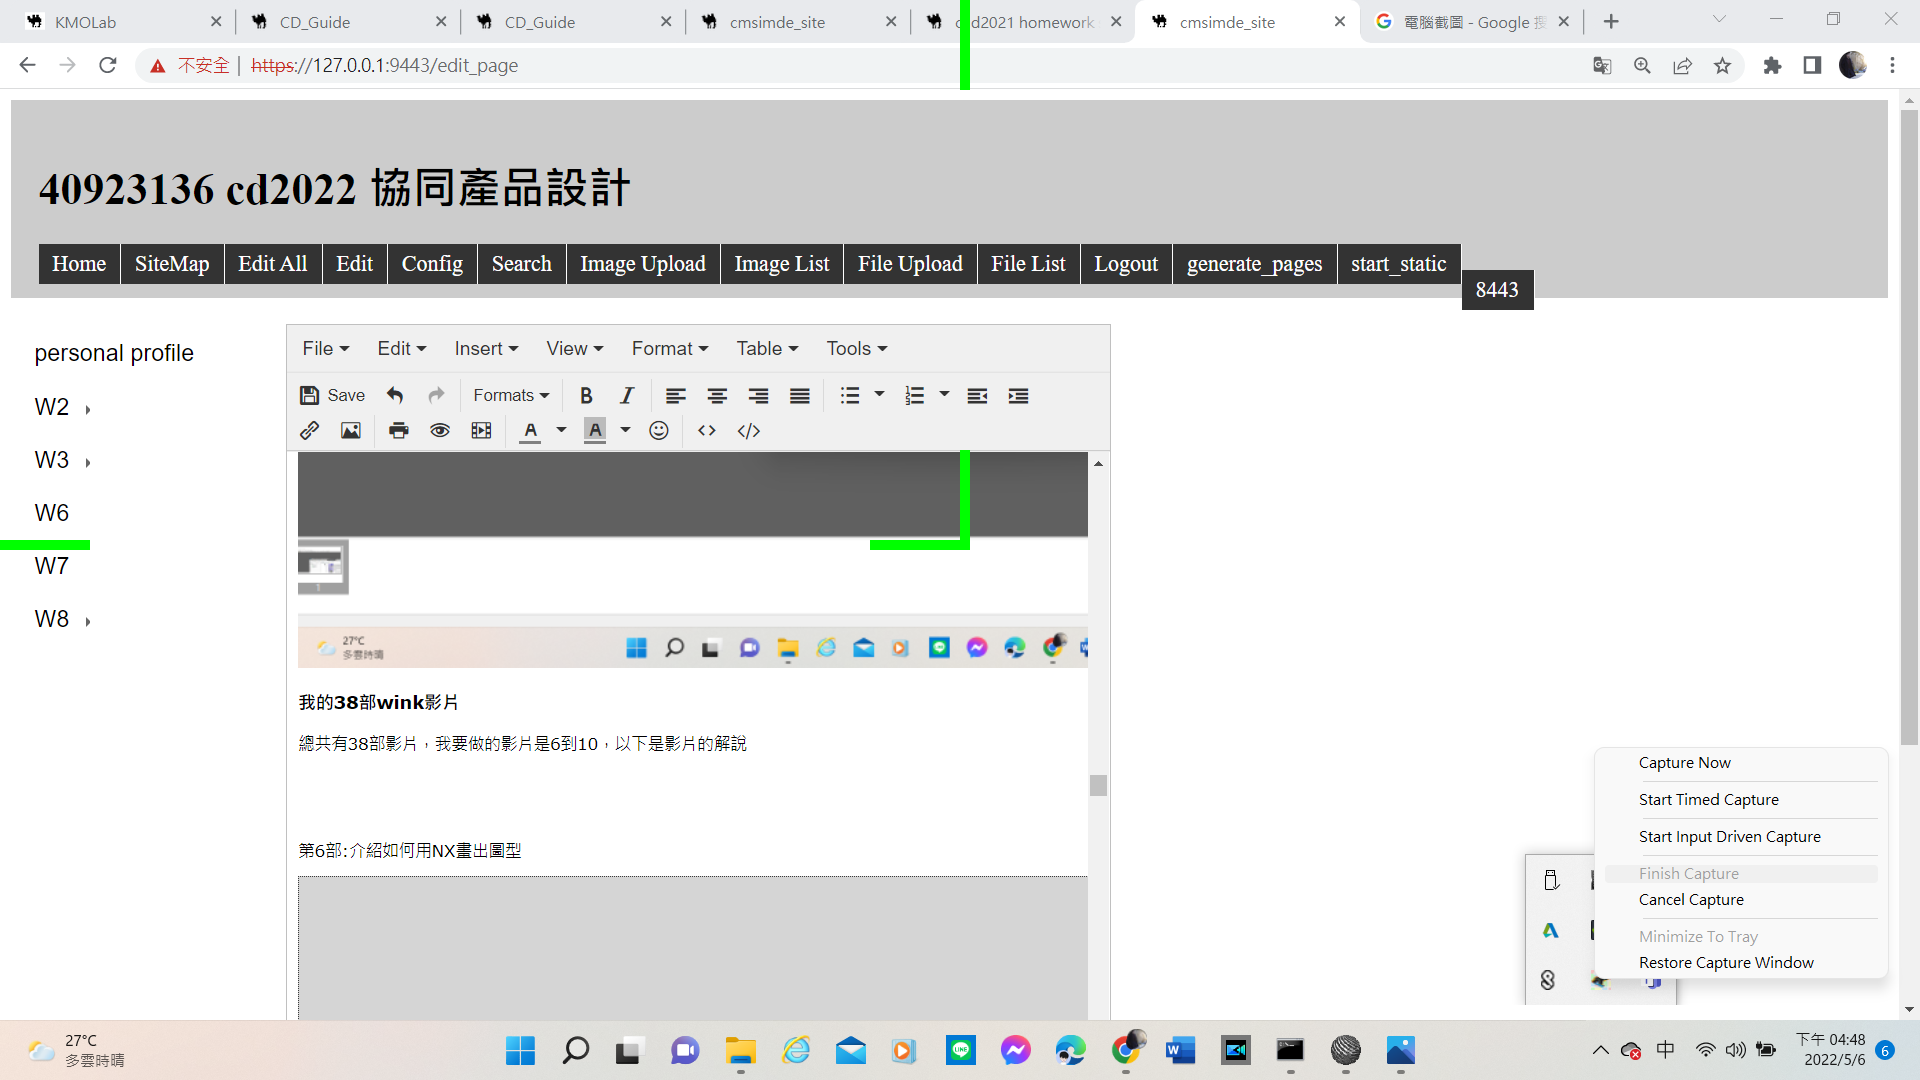 KMOLab
CD_Guide
CD_Guide
cmsimde_site
d2021 homework
cmsimde_site
電腦截圖 - Google 搜
不安全 | https://127.0.0.1:9443/edit_page
40923136 cd2022 協同產品設計
Home SiteMap Edit All Edit Config Search Image Upload Image List File Upload File List Logout generate_pages start_static
8443
personal profile
W2
W3
W6
W7
W8
File Edit Insert View Format Table Tools
Save Formats
27°C
多雲時晴
我的38部wink影片
總共有38部影片，我要做的影片是6到10，以下是影片的解說
第6部:介紹如何用NX畫出圖型
Capture Now
Start Timed Capture
Start Input Driven Capture
Finish Capture
Cancel Capture
Minimize To Tray
Restore Capture Window
27°C
多雲時晴
中
下午 04:48
2022/5/6
6